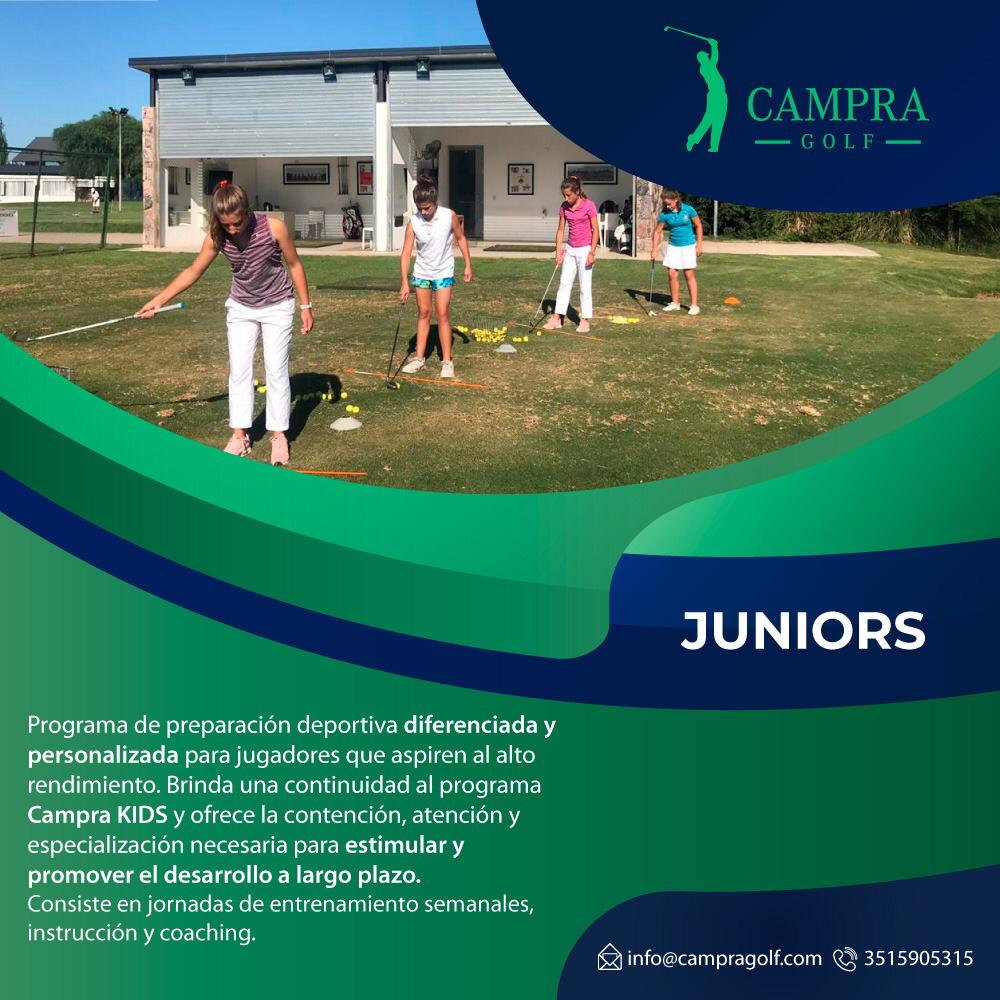 CAMPRA
GOLF
JUNIORS
Programa de preparación deportiva diferenciada y
personalizada para jugadores que aspiren al alto
rendimiento. Brinda una continuidad al programa
Campra KIDS y ofrece la contención, atención y
especialización necesaria para estimular y
promover el desarrollo a largo plazo.
Consiste en jornadas de entrenamiento semanales,
instrucción y coaching.
info@campragolf.com 3515905315